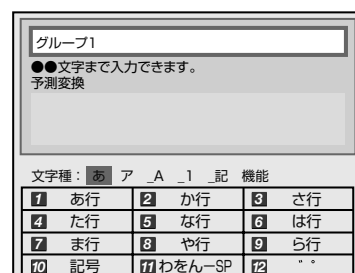 グループ1
●●文字まで入力できます。
予測変換
文字種： あ ア _A _1 _記 機能
1 あ行 2 か行 3 さ行
4 た行 5 な行 6 は行
7 ま行 8 や行 9 ら行
10 記号 11 わをんーSP 12 ゛゜